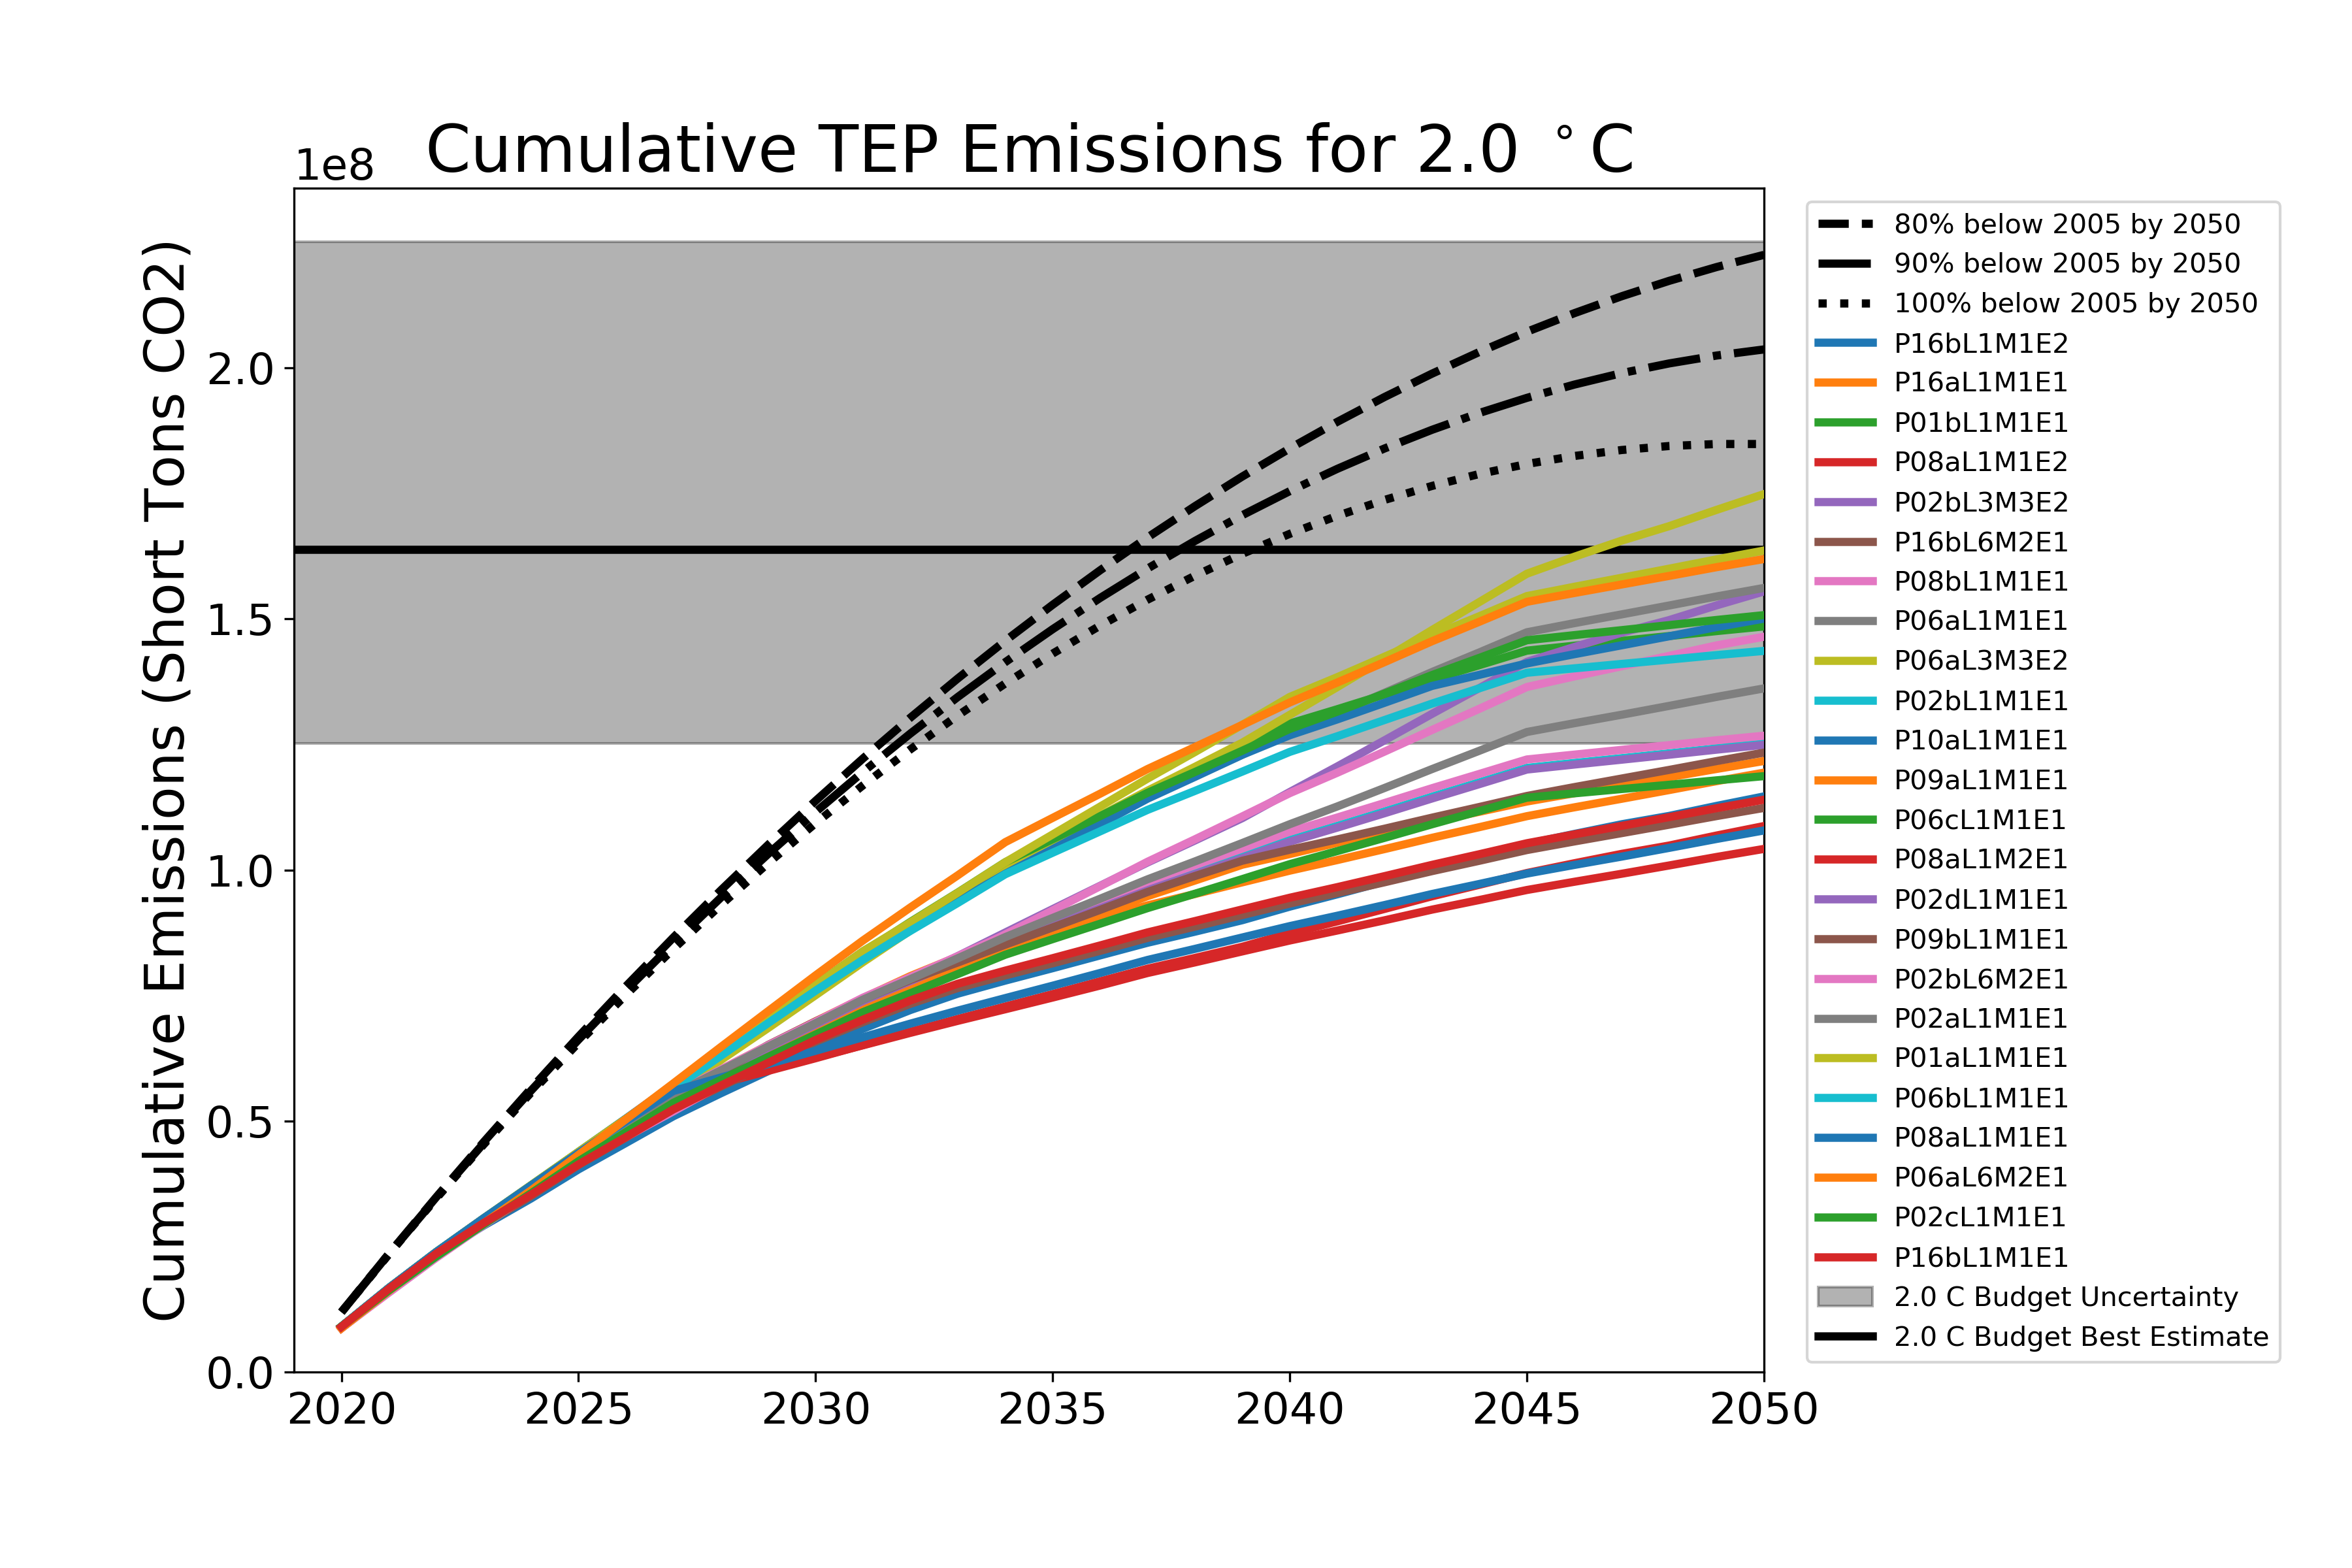 Cumulative TEP Emissions for 2.0 °C
1e8
Cumulative Emissions (Short Tons CO2)
2.0
1.5
1.0
0.5
0.0
2020 2025 2030 2035 2040 2045 2050
80% below 2005 by 2050
90% below 2005 by 2050
100% below 2005 by 2050
P16bL1M1E2
P16aL1M1E1
P01bL1M1E1
P08aL1M1E2
P02bL3M3E2
P16bL6M2E1
P08bL1M1E1
P06aL1M1E1
P06aL3M3E2
P02bL1M1E1
P10aL1M1E1
P09aL1M1E1
P06cL1M1E1
P08aL1M2E1
P02dL1M1E1
P09bL1M1E1
P02bL6M2E1
P02aL1M1E1
P01aL1M1E1
P06bL1M1E1
P08aL1M1E1
P06aL6M2E1
P02cL1M1E1
P16bL1M1E1
2.0 C Budget Uncertainty
2.0 C Budget Best Estimate